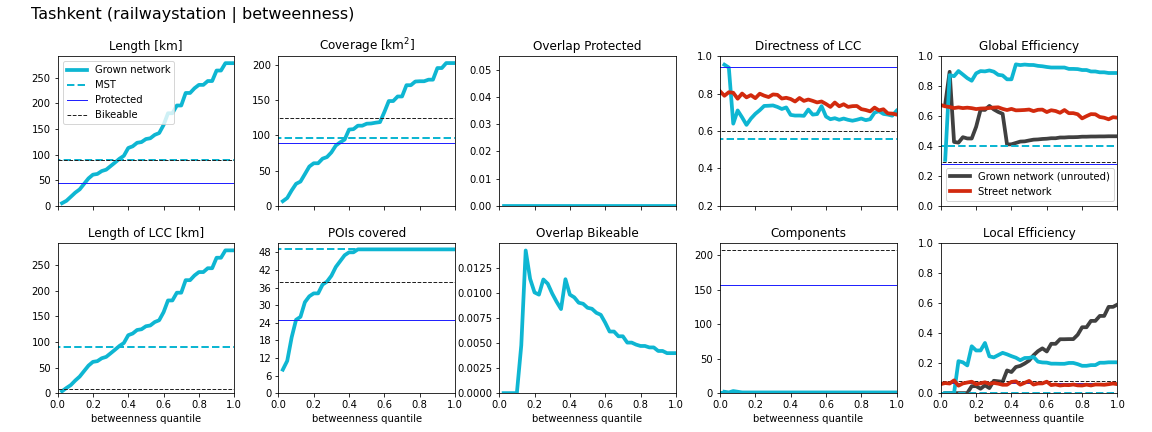 Tashkent (railwaystation | betweenness)
Length [km]
Coverage [km²]
Overlap Protected
Directness of LCC
Global Efficiency
250
200
150
100
50
0
Grown network
MST
Protected
Bikeable
200
150
100
50
0
0.05
0.04
0.03
0.02
0.01
0.00
1.0
0.8
0.6
0.4
0.2
1.0
0.8
0.6
0.4
0.2
0.0
Grown network (unrouted)
Street network
Length of LCC [km]
POIs covered
Overlap Bikeable
Components
Local Efficiency
250
200
150
100
50
0
48
42
36
30
24
18
12
6
0.0125
0.0100
0.0075
0.0050
0.0025
0.0000
200
150
100
50
0
1.0
0.8
0.6
0.4
0.2
0.0
0.0 0.2 0.4 0.6 0.8 1.0
0.0 0.2 0.4 0.6 0.8 1.0
0.0 0.2 0.4 0.6 0.8 1.0
0.0 0.2 0.4 0.6 0.8 1.0
0.0 0.2 0.4 0.6 0.8 1.0
betweenness quantile
betweenness quantile
betweenness quantile
betweenness quantile
betweenness quantile